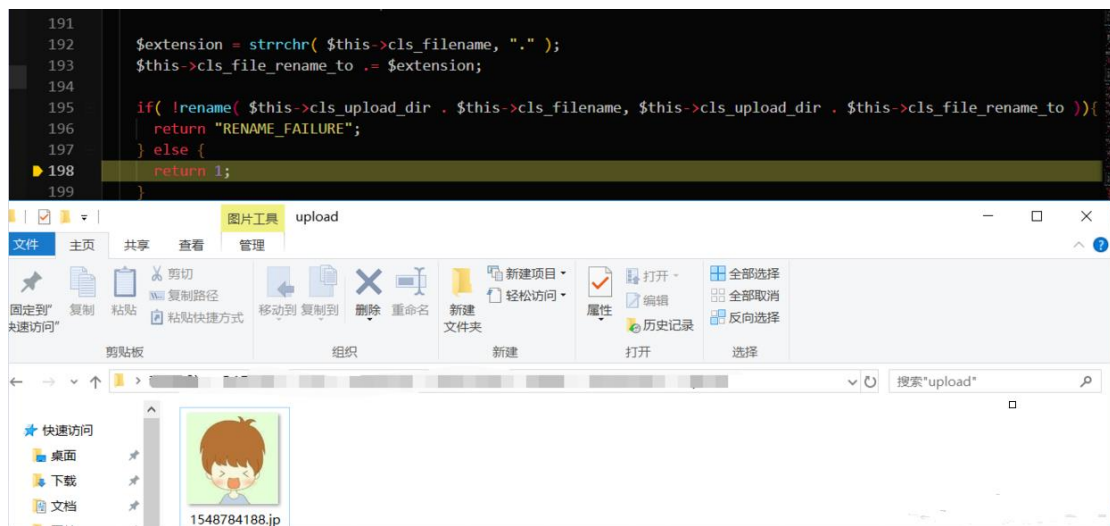 191
192 $extension = strrchr( $this->cls_filename, "." );
193 $this->cls_file_rename_to .= $extension;
194
195 if( !rename( $this->cls_upload_dir . $this->cls_filename, $this->cls_upload_dir . $this->cls_file_rename_to )){
196 return "RENAME_FAILURE";
197 } else {
198 return 1;
199 }
图片工具 upload
文件 主页 共享 查看 管理
固定到" 复制 粘贴 剪切 移动到 复制到 删除 重命名 新建 新建项目 属性 打开 全部选择
快速访问" 复制路径 文件夹 轻松访问 编辑 全部取消
粘贴快捷方式 历史记录 反向选择
剪贴板 组织 新建 打开 选择
搜索"upload"
快速访问
桌面
下载
文档
1548784188.jp